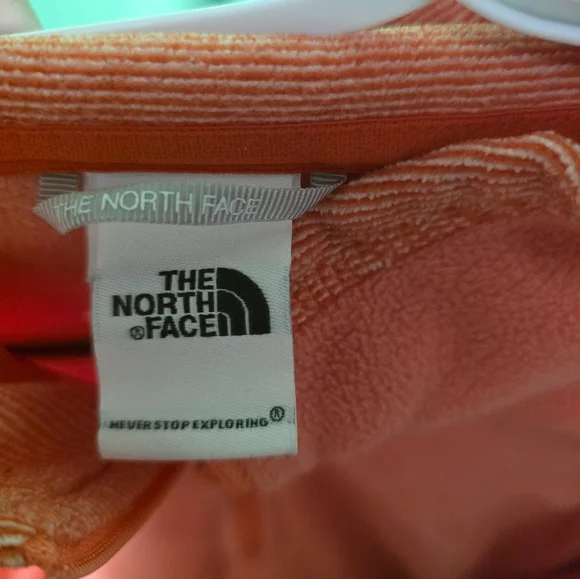 THE NORTH FACE
THE
NORTH
®FACE
NEVER STOP EXPLORING®